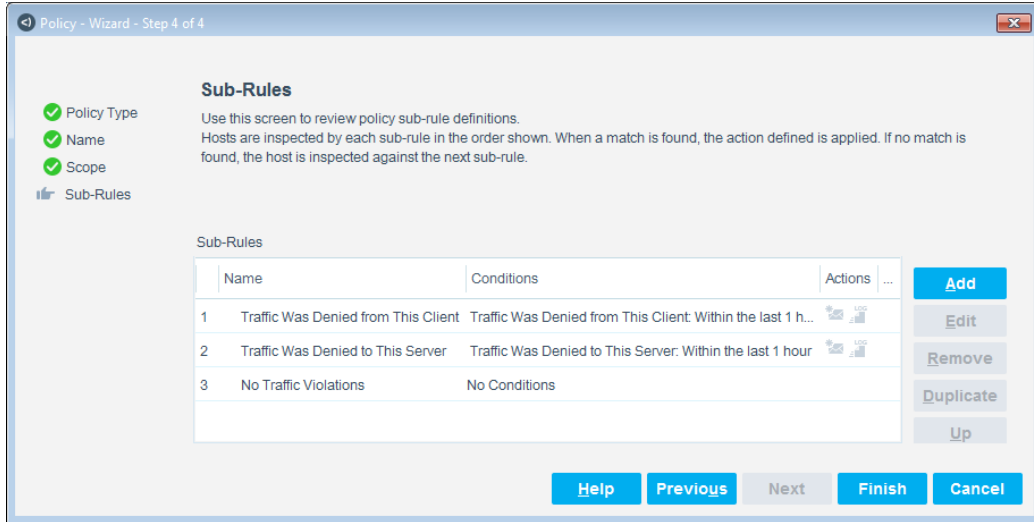 Policy - Wizard - Step 4 of 4
Policy Type
Name
Scope
Sub-Rules
Sub-Rules
Use this screen to review policy sub-rule definitions.
Hosts are inspected by each sub-rule in the order shown. When a match is found, the action defined is applied. If no match is
found, the host is inspected against the next sub-rule.
Sub-Rules
Name Conditions Actions ...
1 Traffic Was Denied from This Client Traffic Was Denied from This Client: Within the last 1 h... LOG
2 Traffic Was Denied to This Server Traffic Was Denied to This Server: Within the last 1 hour LOG
3 No Traffic Violations No Conditions
Add
Edit
Remove
Duplicate
Up
Help Previous Next Finish Cancel